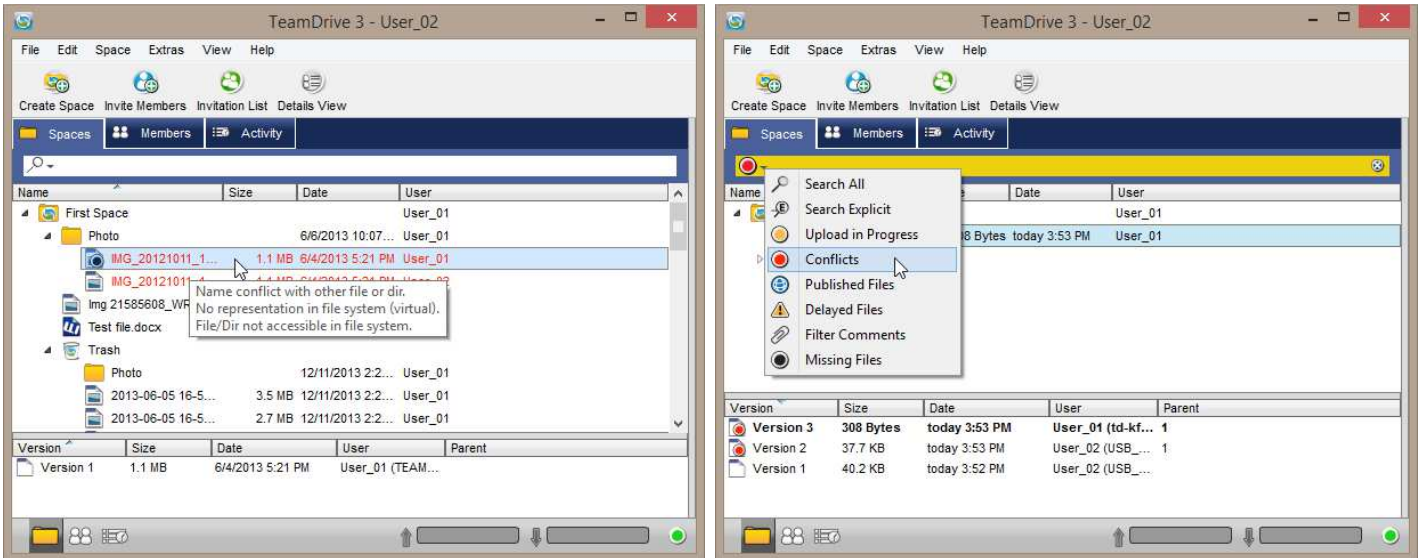 TeamDrive 3 - User_02
File Edit Space Extras View Help
Create Space Invite Members Invitation List Details View
Spaces Members Activity
Name Size Date User
First Space User_01
Photo 6/6/2013 10:07... User_01
IMG_20121011_1... 1.1 MB 6/4/2013 5:21 PM User_01
IMG_20121011
Name conflict with other file or dir.
No representation in file system (virtual).
File/Dir not accessible in file system.
Img 21585608_WR
Test file.docx
Trash
Photo 12/11/2013 2:2... User_01
2013-06-05 16-5... 3.5 MB 12/11/2013 2:2... User_01
2013-06-05 16-5... 2.7 MB 12/11/2013 2:2... User_01
Version Size Date User Parent
Version 1 1.1 MB 6/4/2013 5:21 PM User_01 (TEAM...
TeamDrive 3 - User_02
File Edit Space Extras View Help
Create Space Invite Members Invitation List Details View
Spaces Members Activity
Name Date User
User_01
Bytes today 3:53 PM User_01
Search All
Search Explicit
Upload in Progress
Conflicts
Published Files
Delayed Files
Filter Comments
Missing Files
Version Size Date User Parent
Version 3 308 Bytes today 3:53 PM User_01 (td-kf... 1
Version 2 37.7 KB today 3:53 PM User_02 (USB_... 1
Version 1 40.2 KB today 3:52 PM User_02 (USB_...